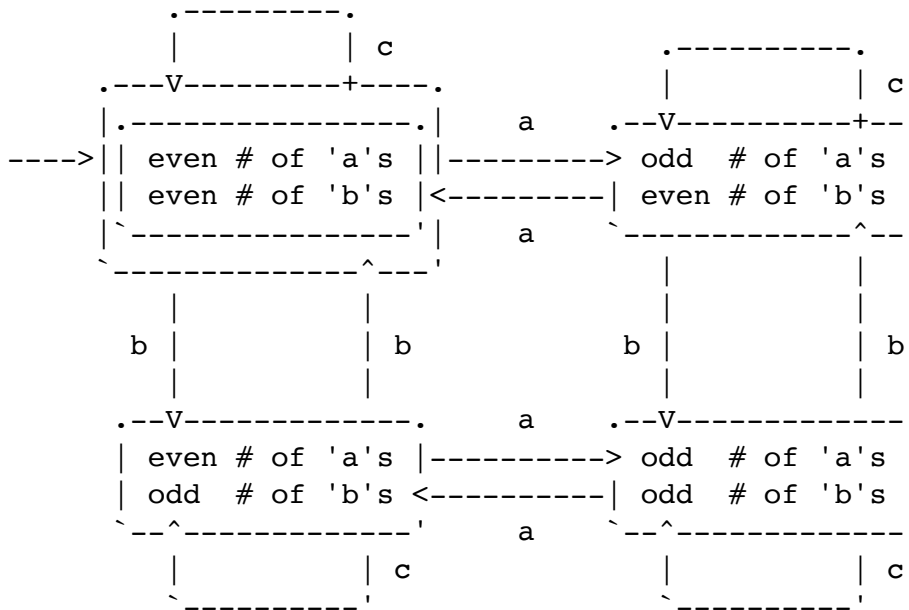 c
c
a
even # of 'a's odd # of 'a's
even # of 'b's even # of 'b's
a
b b b b
a
even # of 'a's odd # of 'a's
odd # of 'b's odd # of 'b's
a
c c